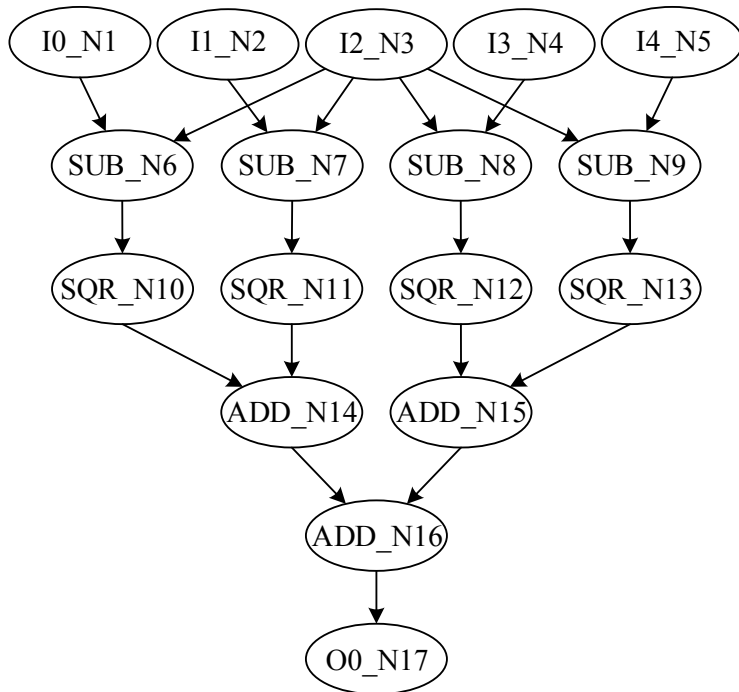 I0_N1 I1_N2 I2_N3 I3_N4 I4_N5
SUB_N6 SUB_N7 SUB_N8 SUB_N9
SQR_N10 SQR_N11 SQR_N12 SQR_N13
ADD_N14 ADD_N15
ADD_N16
O0_N17